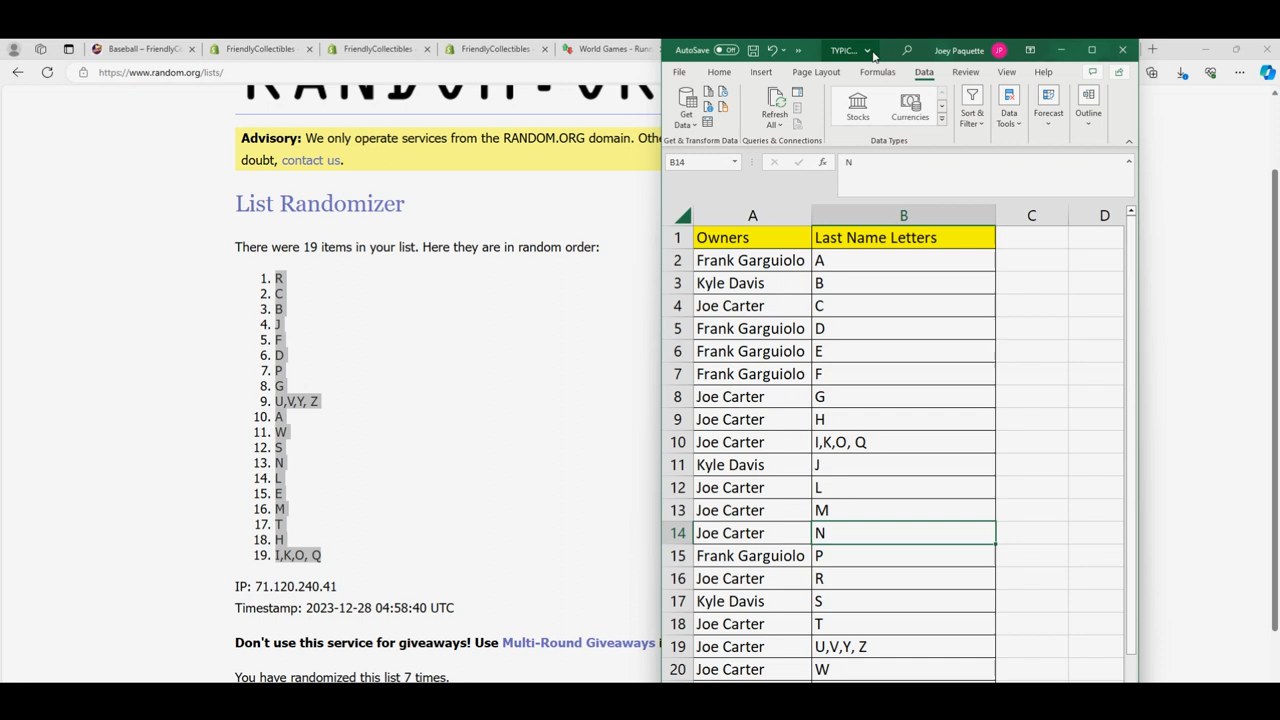 Baseball – FriendlyC
FriendlyCollectibles
FriendlyCollectibles
FriendlyCollectibles
World Games - Runn
https://www.random.org/lists/
Advisory: We only operate services from the RANDOM.ORG domain. Othe
doubt, contact us.
List Randomizer
There were 19 items in your list. Here they are in random order:
1. R
2. C
3. B
4. J
5. F
6. D
7. P
8. G
9. U,V,Y, Z
10. A
11. W
12. S
13. N
14. L
15. E
16. M
17. T
18. H
19. I,K,O, Q
IP: 71.120.240.41
Timestamp: 2023-12-28 04:58:40 UTC
Don't use this service for giveaways! Use Multi-Round Giveaways i
You have randomized this list 7 times.
AutoSave Off TYPIC... Joey Paquette JP
File Home Insert Page Layout Formulas Data Review View Help
Get Data Refresh All Stocks Currencies Sort & Filter Data Tools Forecast Outline
Get & Transform Data Queries & Connections Data Types
B14 fx N
A B C D
1 Owners Last Name Letters
2 Frank Garguiolo A
3 Kyle Davis B
4 Joe Carter C
5 Frank Garguiolo D
6 Frank Garguiolo E
7 Frank Garguiolo F
8 Joe Carter G
9 Joe Carter H
10 Joe Carter I,K,O, Q
11 Kyle Davis J
12 Joe Carter L
13 Joe Carter M
14 Joe Carter N
15 Frank Garguiolo P
16 Joe Carter R
17 Kyle Davis S
18 Joe Carter T
19 Joe Carter U,V,Y, Z
20 Joe Carter W